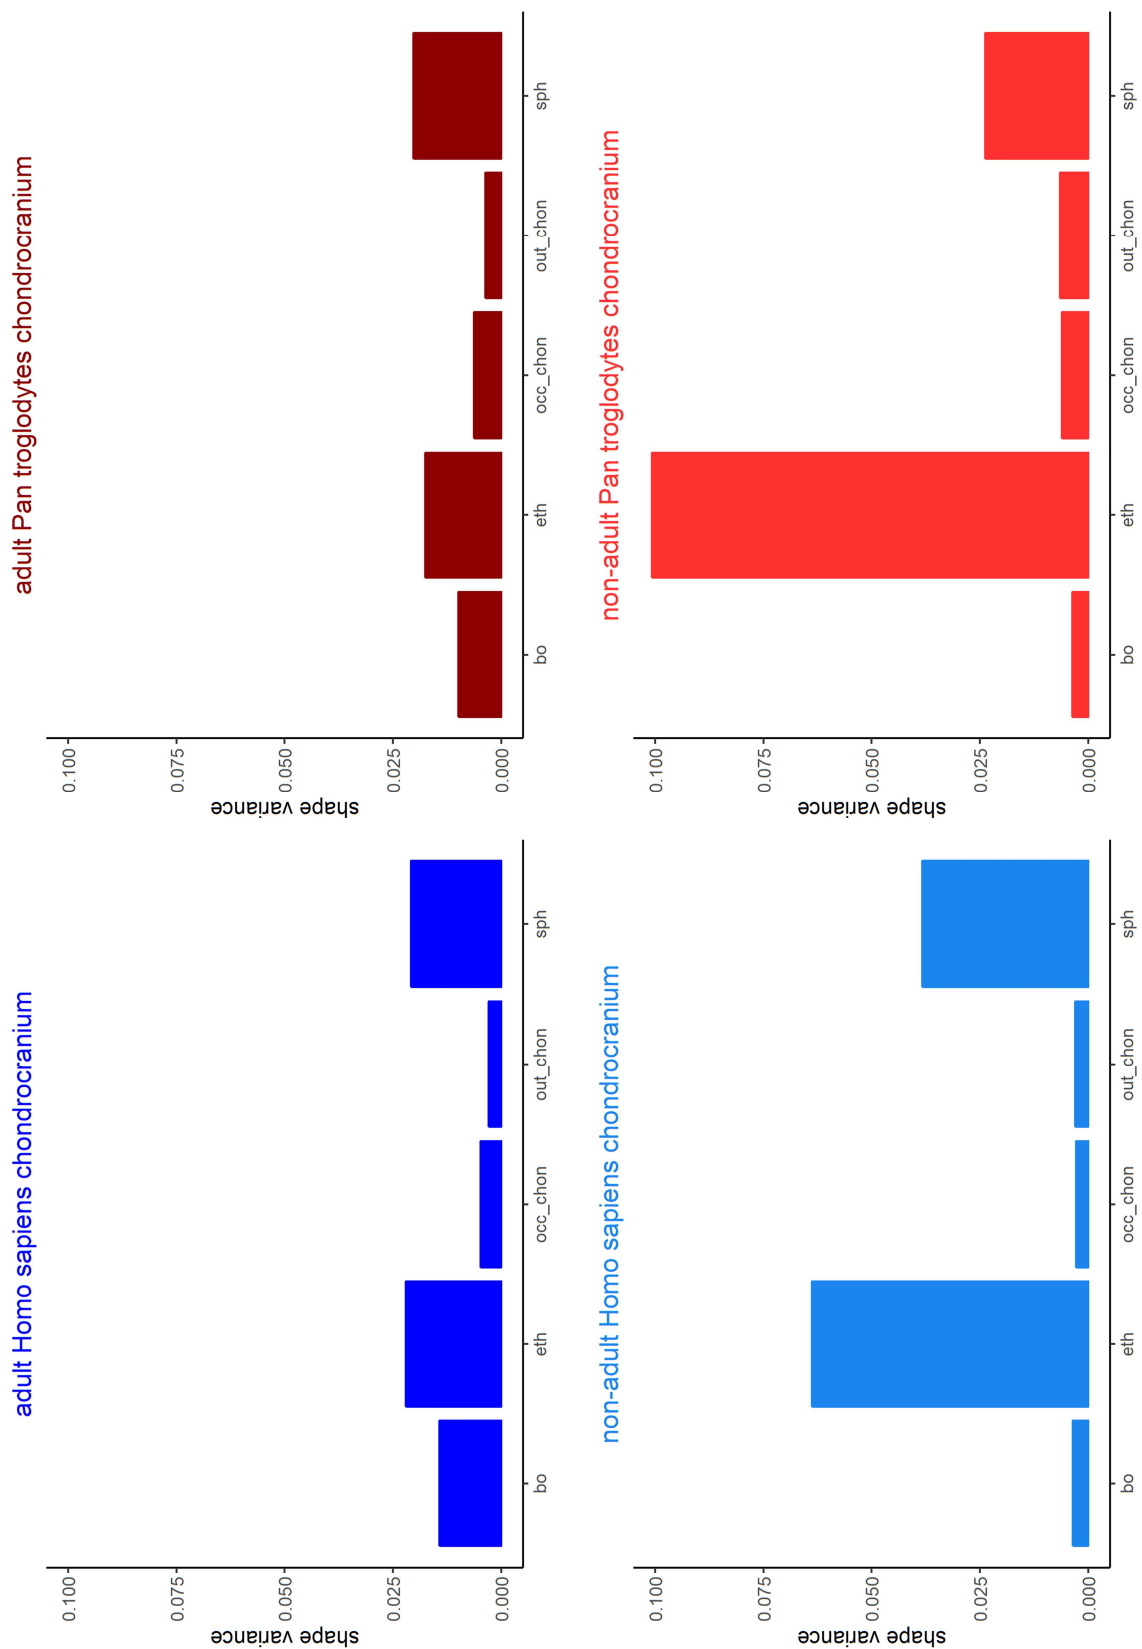 adult Homo sapiens chondrocranium
shape variance
0.100
0.075
0.050
0.025
0.000
bo eth occ_chon out_chon sph
adult Pan troglodytes chondrocranium
shape variance
0.100
0.075
0.050
0.025
0.000
bo eth occ_chon out_chon sph
non-adult Homo sapiens chondrocranium
shape variance
0.100
0.075
0.050
0.025
0.000
bo eth occ_chon out_chon sph
non-adult Pan troglodytes chondrocranium
shape variance
0.100
0.075
0.050
0.025
0.000
bo eth occ_chon out_chon sph